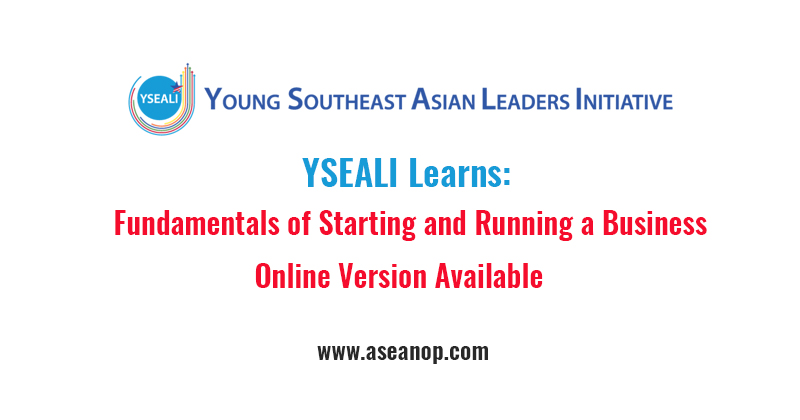 YSEALI
Young Southeast Asian Leaders Initiative
YSEALI Learns:
Fundamentals of Starting and Running a Business
Online Version Available
www.aseanop.com